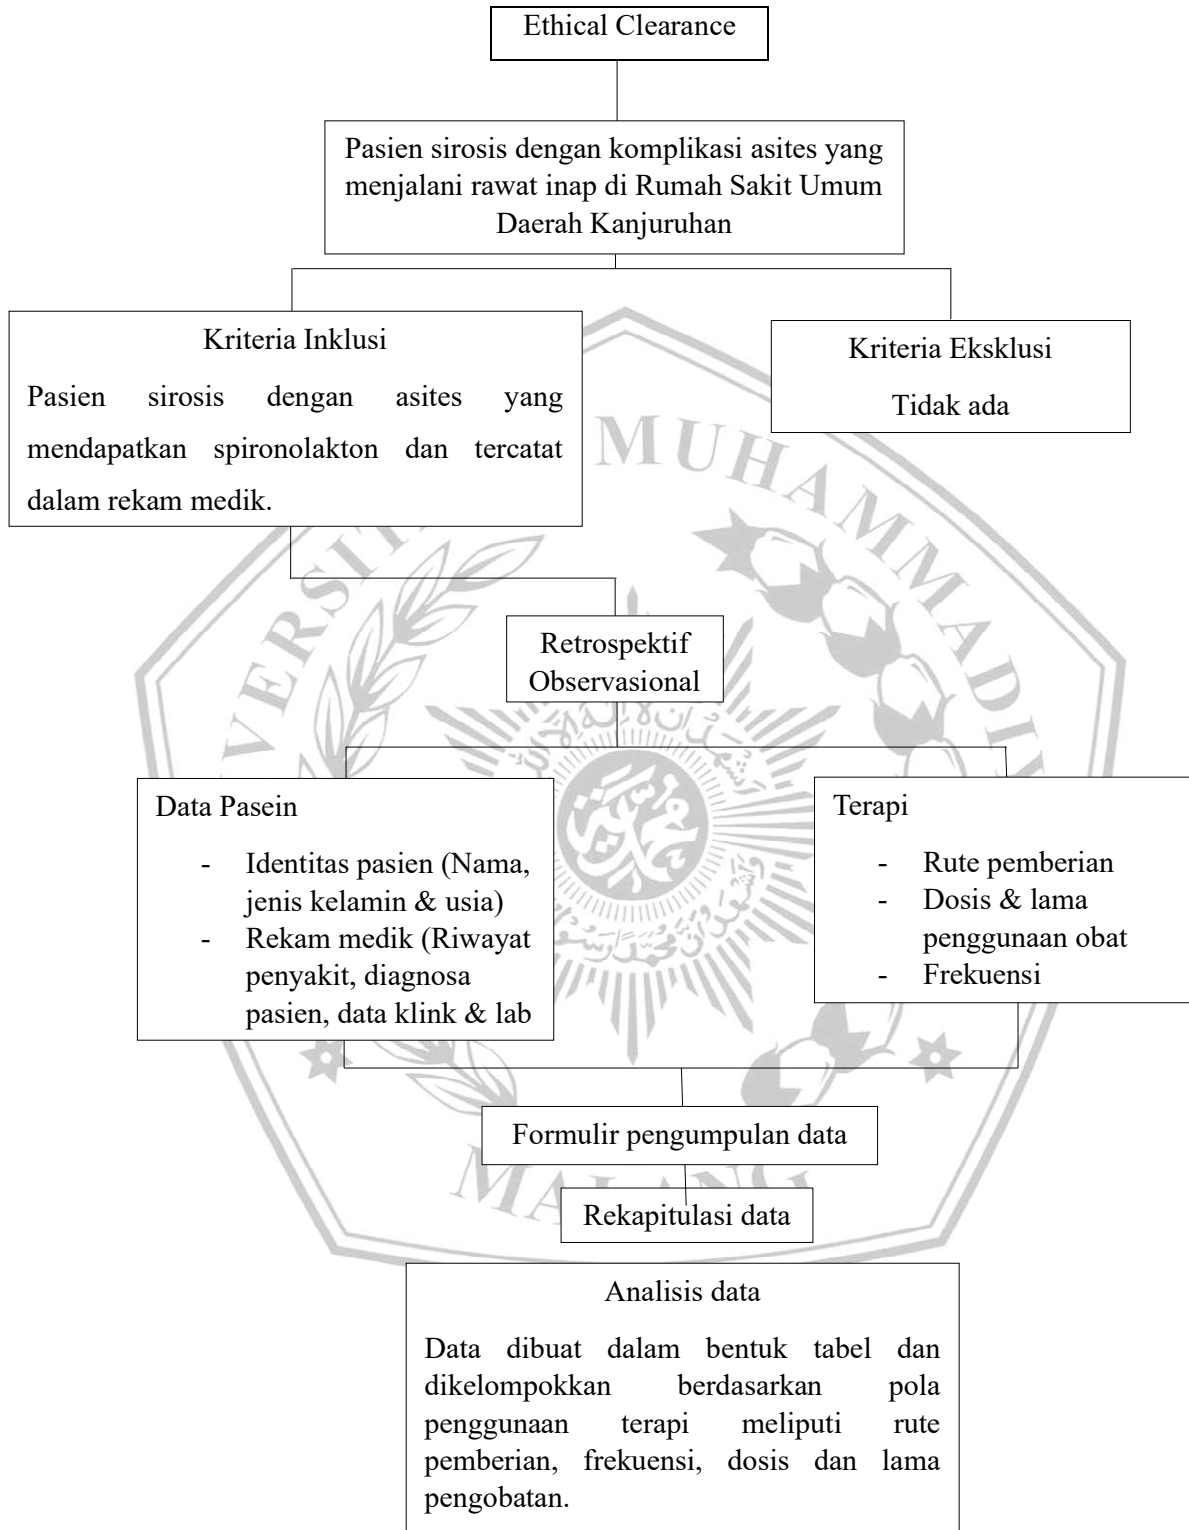 Ethical Clearance
Pasien sirosis dengan komplikasi asites yang
menjalani rawat inap di Rumah Sakit Umum
Daerah Kanjuruhan
Kriteria Inklusi
Pasien sirosis dengan asites yang
mendapatkan spironolakton dan tercatat
dalam rekam medik.
Kriteria Eksklusi
Tidak ada
MUHAMMADIY
VERSIT
Retrospektif
Observasional
Data Pasein
- Identitas pasien (Nama,
jenis kelamin & usia)
- Rekam medik (Riwayat
penyakit, diagnosa
pasien, data klink & lab
Terapi
- Rute pemberian
- Dosis & lama
penggunaan obat
- Frekuensi
Formulir pengumpulan data
MALANG
Rekapitulasi data
Analisis data
Data dibuat dalam bentuk tabel dan
dikelompokkan berdasarkan pola
penggunaan terapi meliputi rute
pemberian, frekuensi, dosis dan lama
pengobatan.